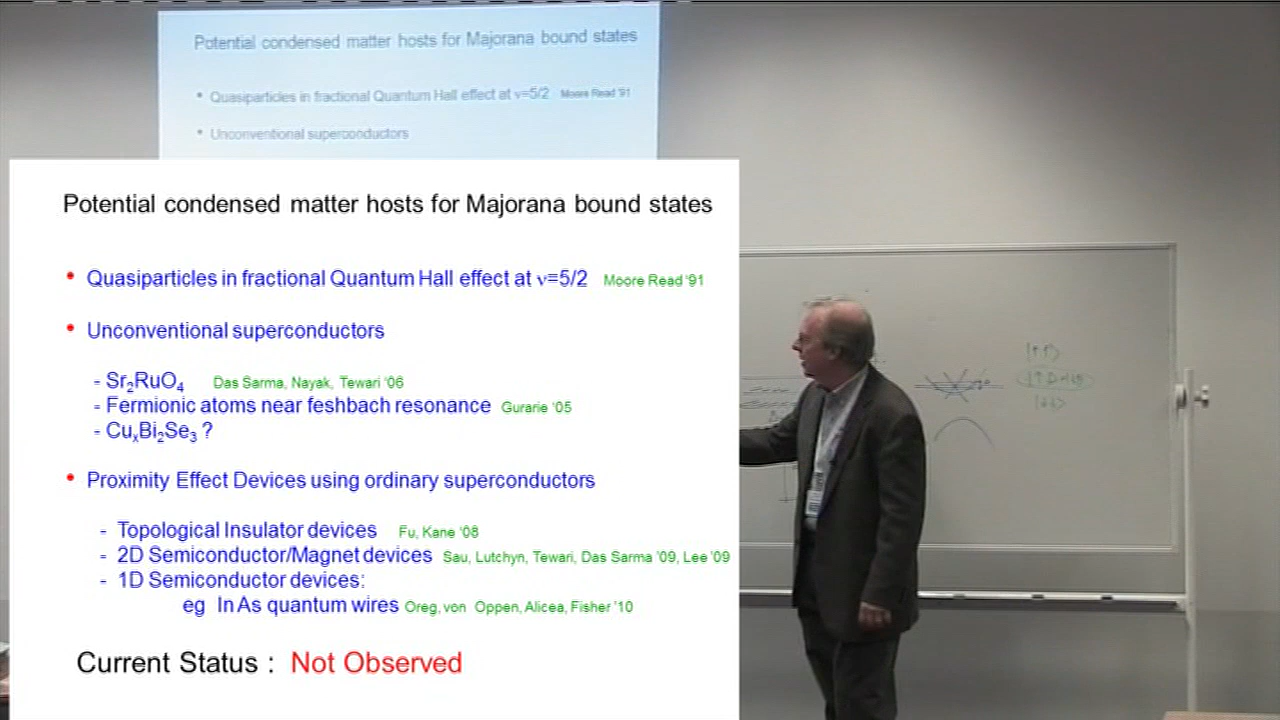 Potential condensed matter hosts for Majorana bound states
• Quasiparticles in fractional Quantum Hall effect at ν=5/2 Moore Read '91
• Unconventional superconductors
Potential condensed matter hosts for Majorana bound states
• Quasiparticles in fractional Quantum Hall effect at ν=5/2 Moore Read '91
• Unconventional superconductors
- Sr₂RuO₄ Das Sarma, Nayak, Tewari '06
- Fermionic atoms near feshbach resonance Gurarie '05
- CuₓBi₂Se₃ ?
• Proximity Effect Devices using ordinary superconductors
- Topological Insulator devices Fu, Kane '08
- 2D Semiconductor/Magnet devices Sau, Lutchyn, Tewari, Das Sarma '09, Lee '09
- 1D Semiconductor devices:
eg In As quantum wires Oreg, von Oppen, Alicea, Fisher '10
Current Status : Not Observed